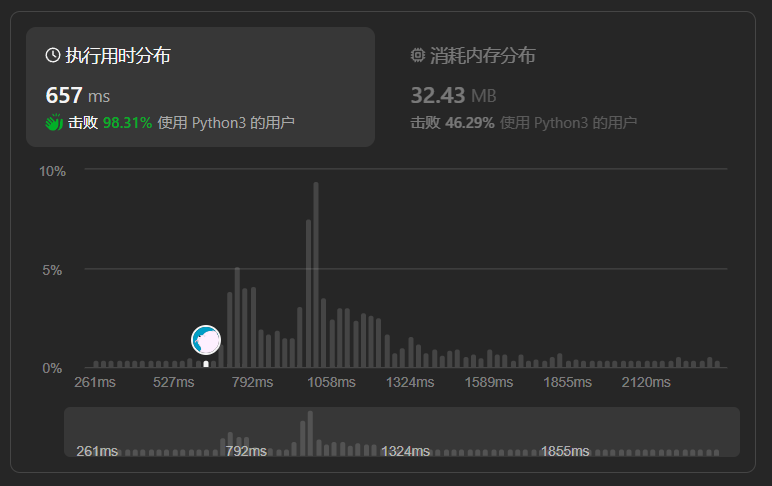 执行用时分布
657 ms
击败 98.31% 使用 Python3 的用户
消耗内存分布
32.43 MB
击败 46.29% 使用 Python3 的用户
10%
5%
0%
261ms 527ms 792ms 1058ms 1324ms 1589ms 1855ms 2120ms
261ms 792ms 1324ms 1855ms